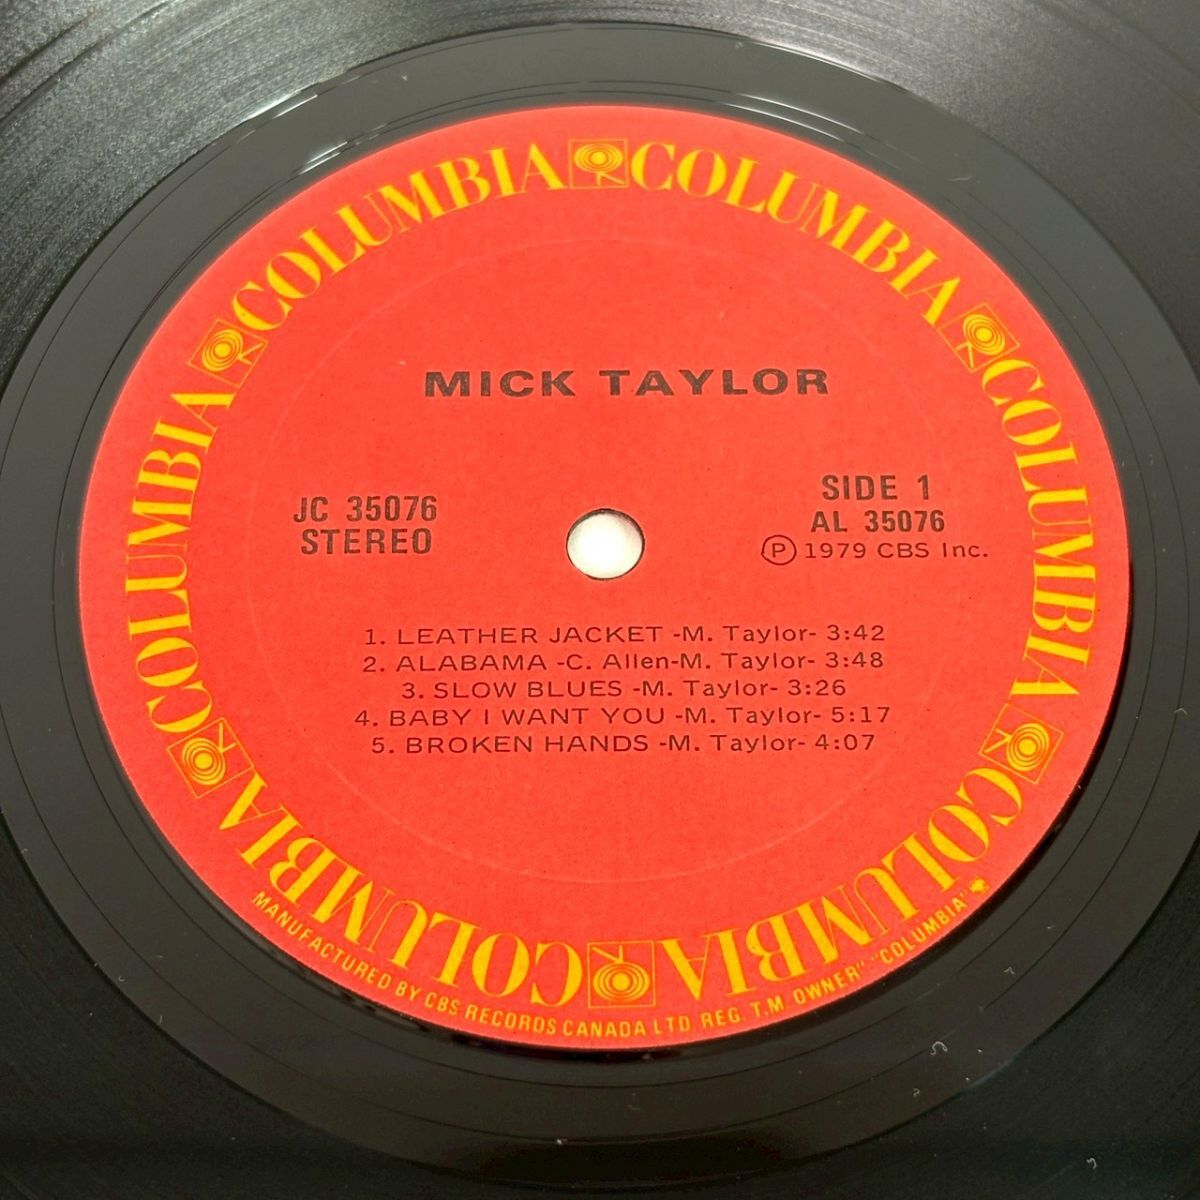 COLUMBIA COLUMBIA COLUMBIA COLUMBIA COLUMBIA COLUMBIA
MICK TAYLOR
JC 35076
STEREO
SIDE 1
AL 35076
Ⓟ 1979 CBS Inc.
1. LEATHER JACKET -M. Taylor- 3:42
2. ALABAMA -C. Allen-M. Taylor- 3:48
3. SLOW BLUES -M. Taylor- 3:26
4. BABY I WANT YOU -M. Taylor- 5:17
5. BROKEN HANDS -M. Taylor- 4:07
MANUFACTURED BY CBS RECORDS CANADA LTD REG. T.M. OWNER" "COLUMBIA"